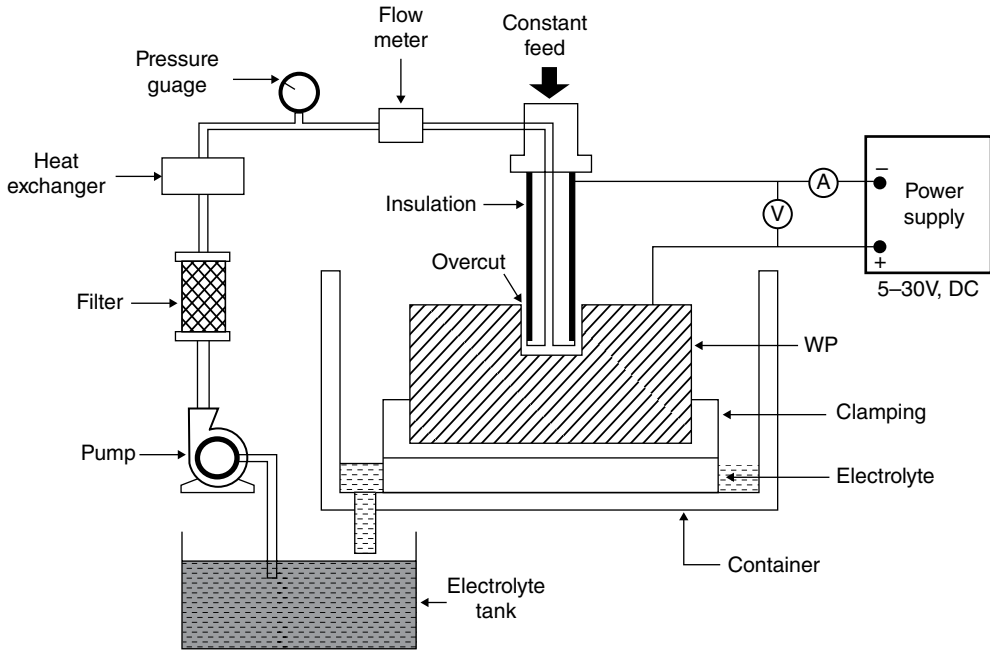 Flow
meter
Constant
feed
Pressure
guage
Heat
exchanger
Insulation
A
−
Power
supply
V
+
5–30V, DC
Overcut
Filter
WP
Clamping
Pump
Electrolyte
Container
Electrolyte
tank